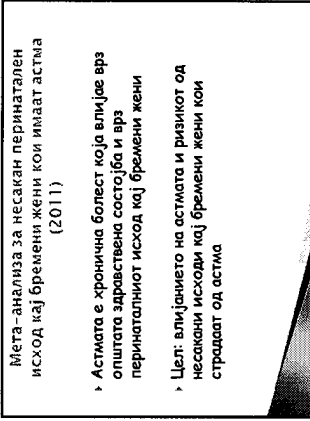 Мета-анализа за несакан перинатален
исход кај бремени жени кои имаат астма
(2011)
Астмата е хронична болест која влијае врз
општата здравствена состојба и врз
перинаталниот исход кај бремени жени
Цел: влијанието на астмата и ризикот од
несакани исходи кај бремени жени кои
страдаат од астма